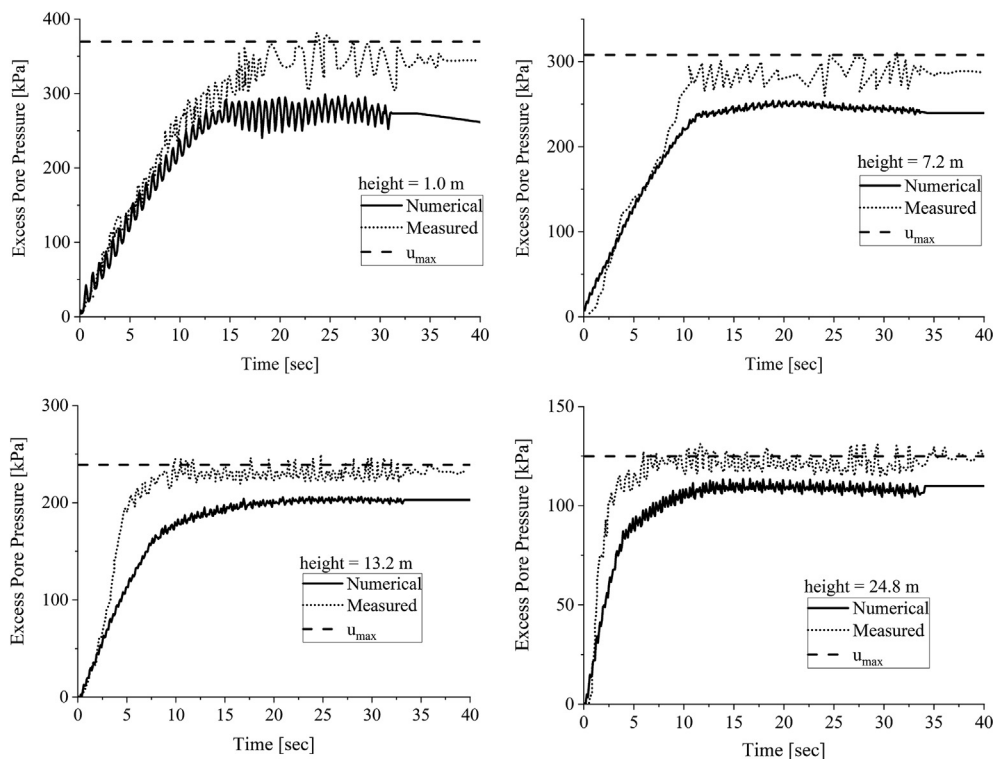 400
300
200
100
0
Excess Pore Pressure [kPa]
height = 1.0 m
Numerical
Measured
u_max
0 5 10 15 20 25 30 35 40
Time [sec]
300
200
100
0
Excess Pore Pressure [kPa]
height = 7.2 m
Numerical
Measured
u_max
0 5 10 15 20 25 30 35 40
Time [sec]
300
200
100
0
Excess Pore Pressure [kPa]
height = 13.2 m
Numerical
Measured
u_max
0 5 10 15 20 25 30 35 40
Time [sec]
150
125
100
75
50
25
0
Excess Pore Pressure [kPa]
height = 24.8 m
Numerical
Measured
u_max
0 5 10 15 20 25 30 35 40
Time [sec]